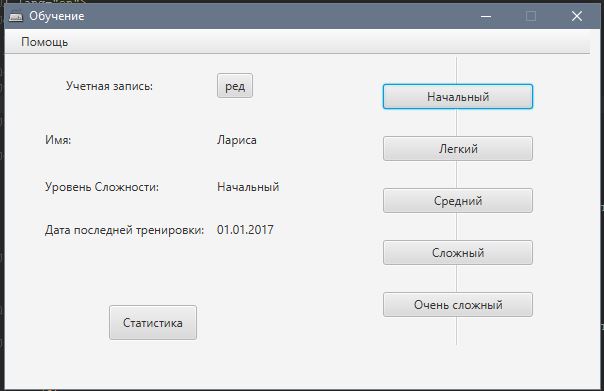 Обучение
Помощь
Учетная запись: ред
Имя: Лариса
Уровень Сложности: Начальный
Дата последней тренировки: 01.01.2017
Статистика
Начальный
Легкий
Средний
Сложный
Очень сложный